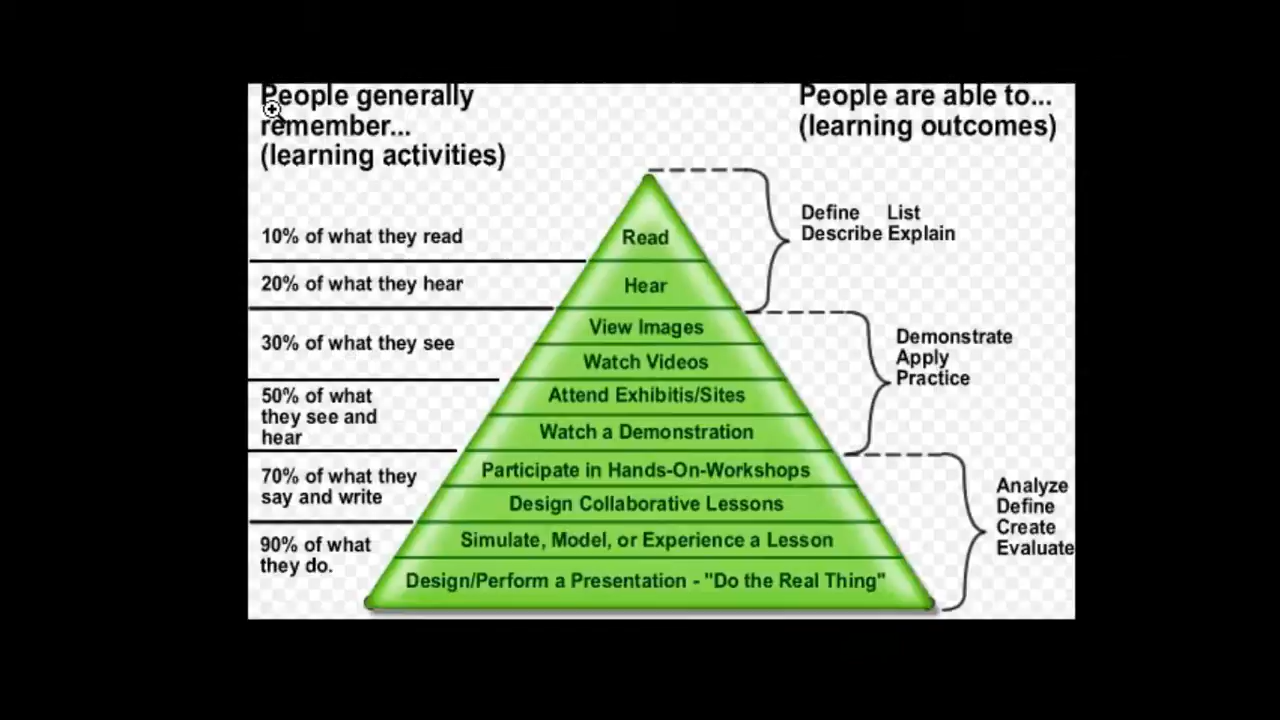 People generally
remember...
(learning activities)
People are able to...
(learning outcomes)
10% of what they read
20% of what they hear
30% of what they see
50% of what
they see and
hear
70% of what they
say and write
90% of what
they do.
Read
Hear
View Images
Watch Videos
Attend Exhibitis/Sites
Watch a Demonstration
Participate in Hands-On-Workshops
Design Collaborative Lessons
Simulate, Model, or Experience a Lesson
Design/Perform a Presentation - "Do the Real Thing"
Define List
Describe Explain
Demonstrate
Apply
Practice
Analyze
Define
Create
Evaluate